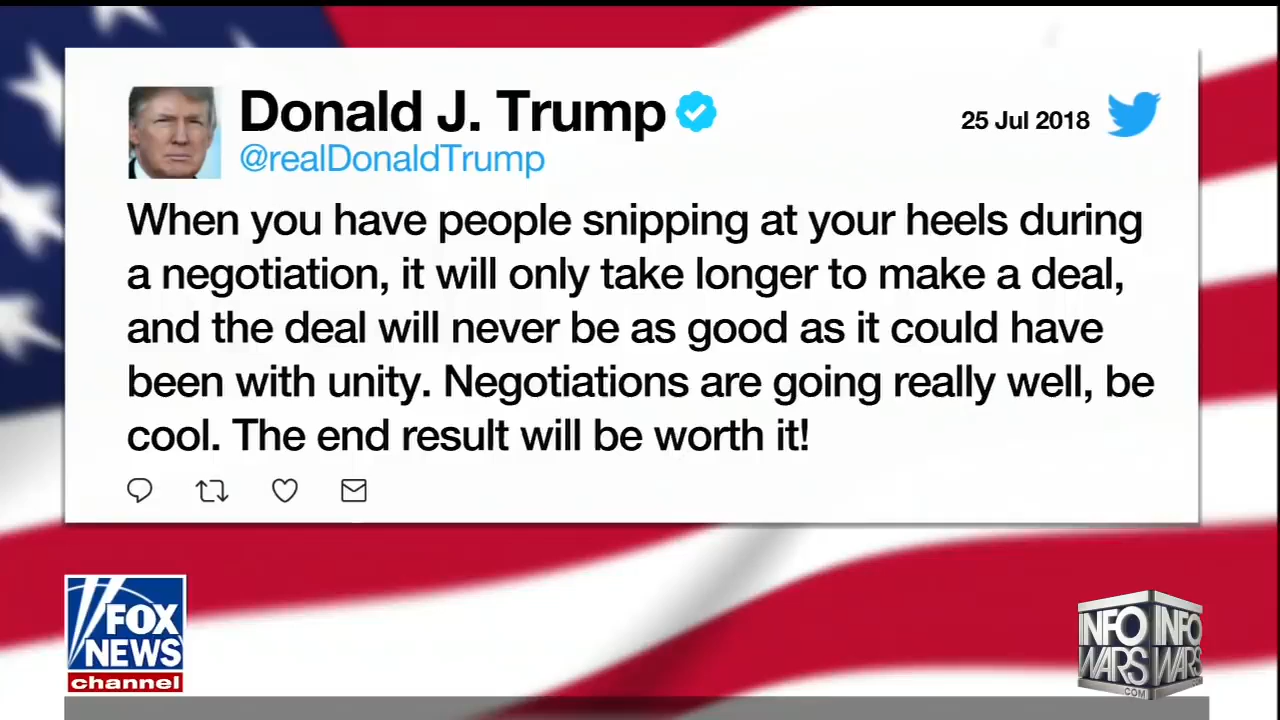 Donald J. Trump
25 Jul 2018
@realDonaldTrump
When you have people snipping at your heels during
a negotiation, it will only take longer to make a deal,
and the deal will never be as good as it could have
been with unity. Negotiations are going really well, be
cool. The end result will be worth it!
FOX
NEWS
channel
INFO INFO
WARS WARS
.COM